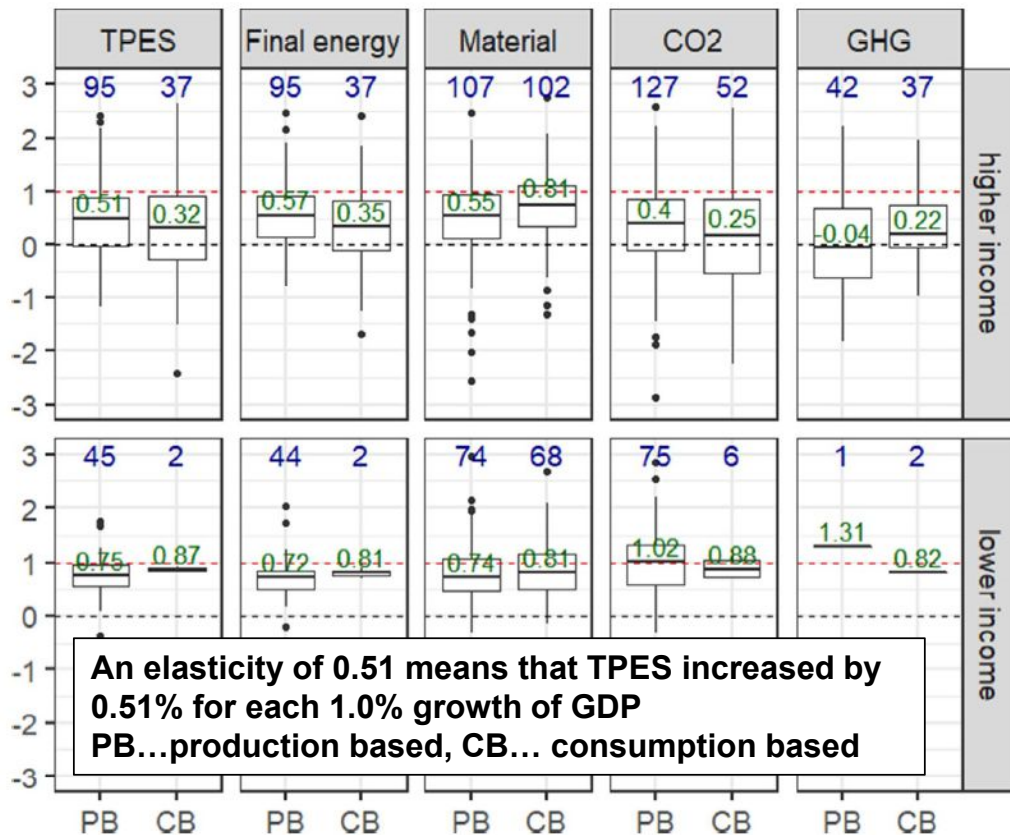 TPES Final energy Material CO2 GHG
3 95 37 95 37 107 102 127 52 42 37
2
1
0.51 0.32 0.57 0.35 0.55 0.81 0.4 0.25 -0.04 0.22
0
-1
-2
-3
higher income
3 45 2 44 2 74 68 75 6 1 2
2
1.31
1
0.75 0.87 0.72 0.81 0.74 0.81 1.02 0.88 0.82
0
-1
-2
-3
lower income
An elasticity of 0.51 means that TPES increased by
0.51% for each 1.0% growth of GDP
PB…production based, CB… consumption based
PB CB PB CB PB CB PB CB PB CB